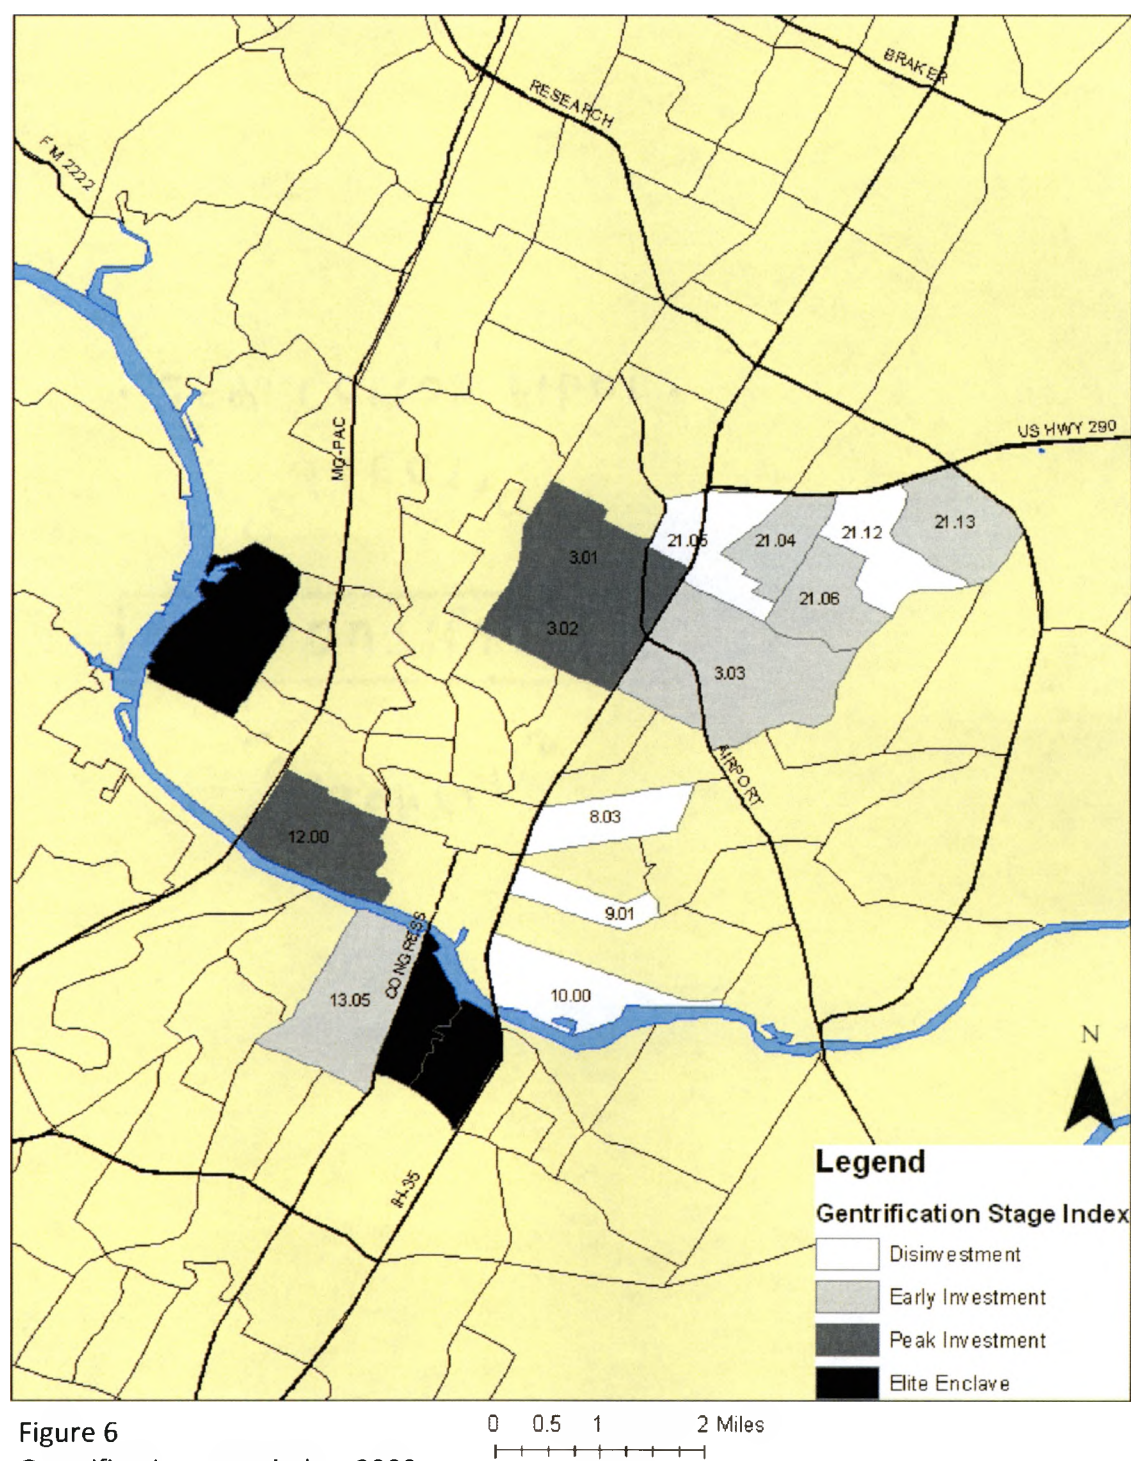 BRAKER
RESEARCH
FM 2222
US HWY 290
MO-PAC
21.13
21.05
21.04
21.12
3.01
21.06
3.02
3.03
AIRPORT
8.03
12.00
9.01
CONGRESS
13.05
10.00
N
IH-35
Legend
Gentrification Stage Index
Disinvestment
Early Investment
Peak Investment
Elite Enclave
Figure 6
0 0.5 1 2 Miles